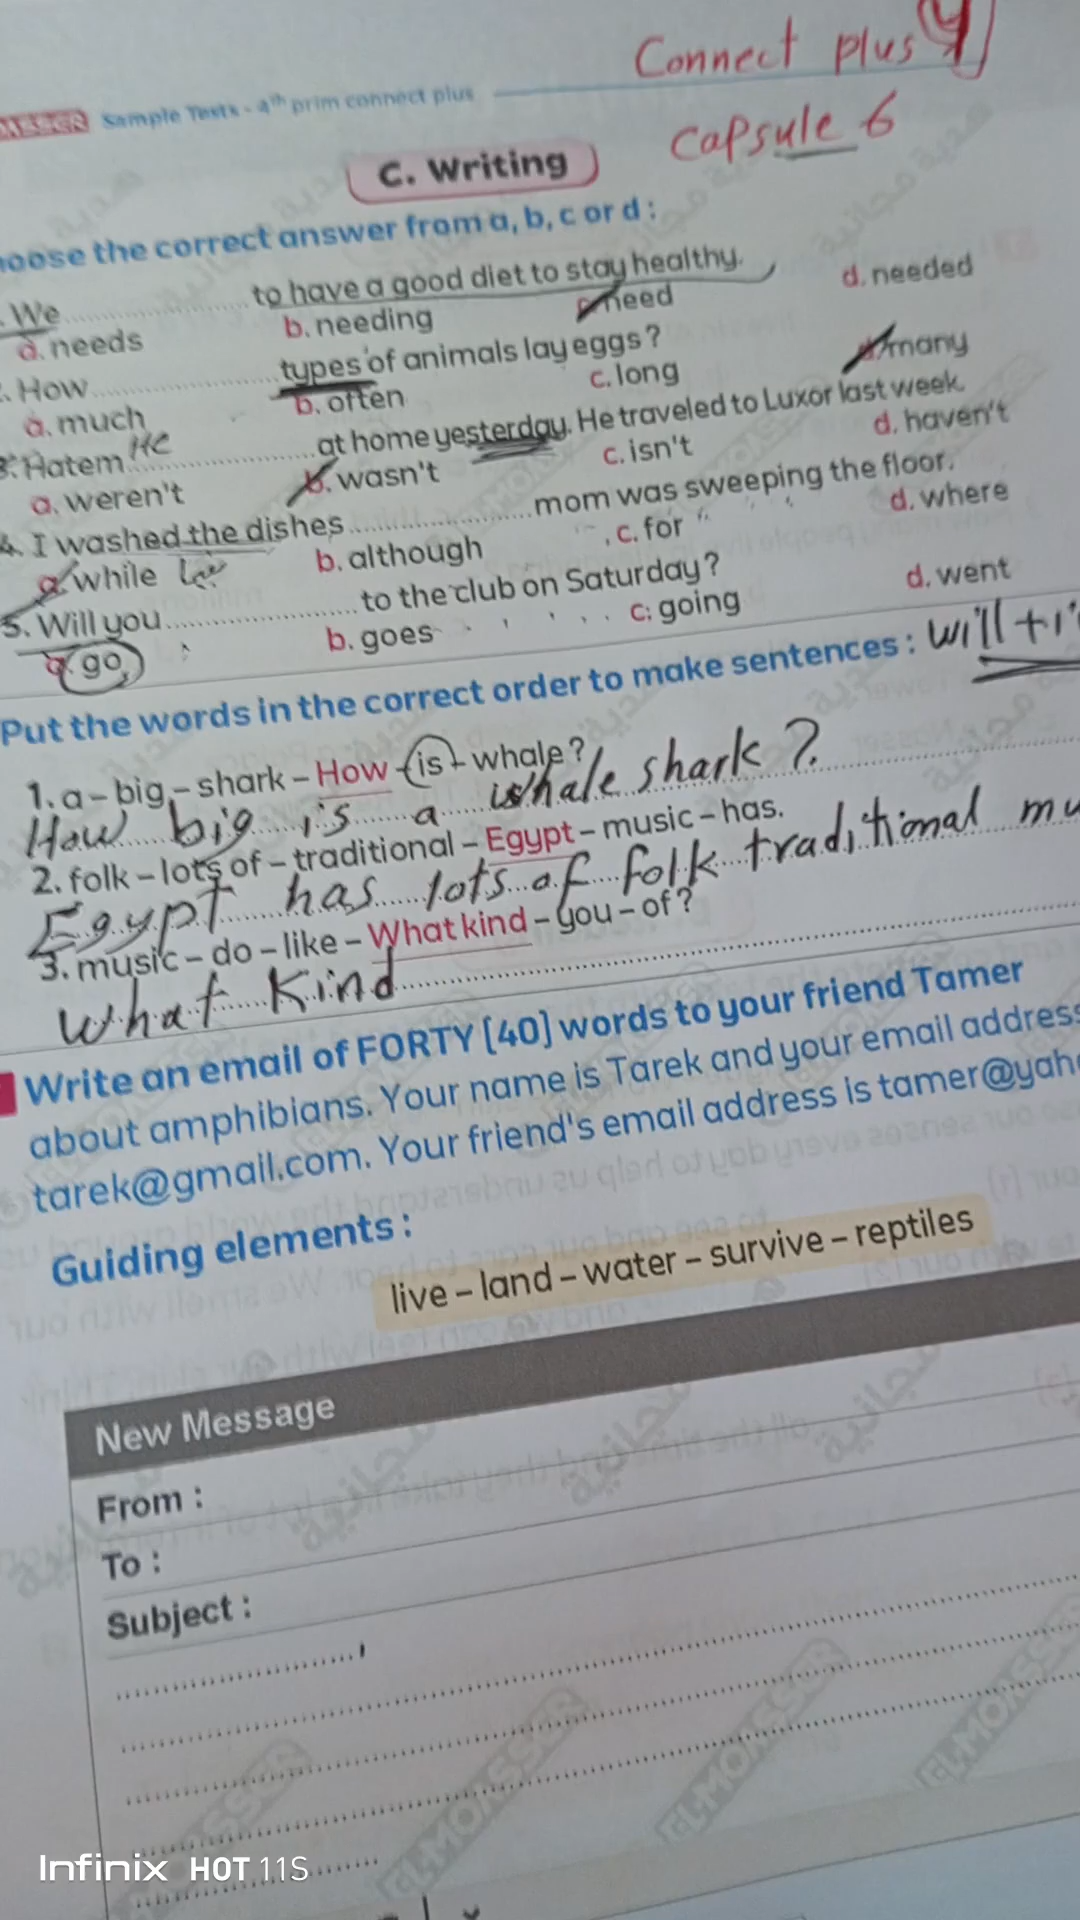 Connect plus 4
Sample Tests - 4th prim connect plus
Capsule 6
C. Writing
oose the correct answer from a, b, c or d :
We .................... to have a good diet to stay healthy.
a. needs b. needing c. need d. needed
. How .................... types of animals lay eggs ?
a. much b. often c. long d. many
3. Hatem He .................... at home yesterday. He traveled to Luxor last week.
a. weren't b. wasn't c. isn't d. haven't
4. I washed the dishes .................... mom was sweeping the floor.
a. while b. although c. for d. where
5. Will you .................... to the club on Saturday ?
a. go b. goes c. going d. went
Put the words in the correct order to make sentences : will +
1. a – big – shark – How – is – whale ?
How big is a whale shark ?
2. folk – lots of – traditional – Egypt – music – has.
Egypt has lots of folk traditional mu
3. music – do – like – What kind – you – of ?
What Kind
Write an email of FORTY [40] words to your friend Tamer
about amphibians. Your name is Tarek and your email address
tarek@gmail.com. Your friend's email address is tamer@yah
Guiding elements :
live – land – water – survive – reptiles
New Message
From :
To :
Subject :
EL-MOASSER
Infinix HOT 11S